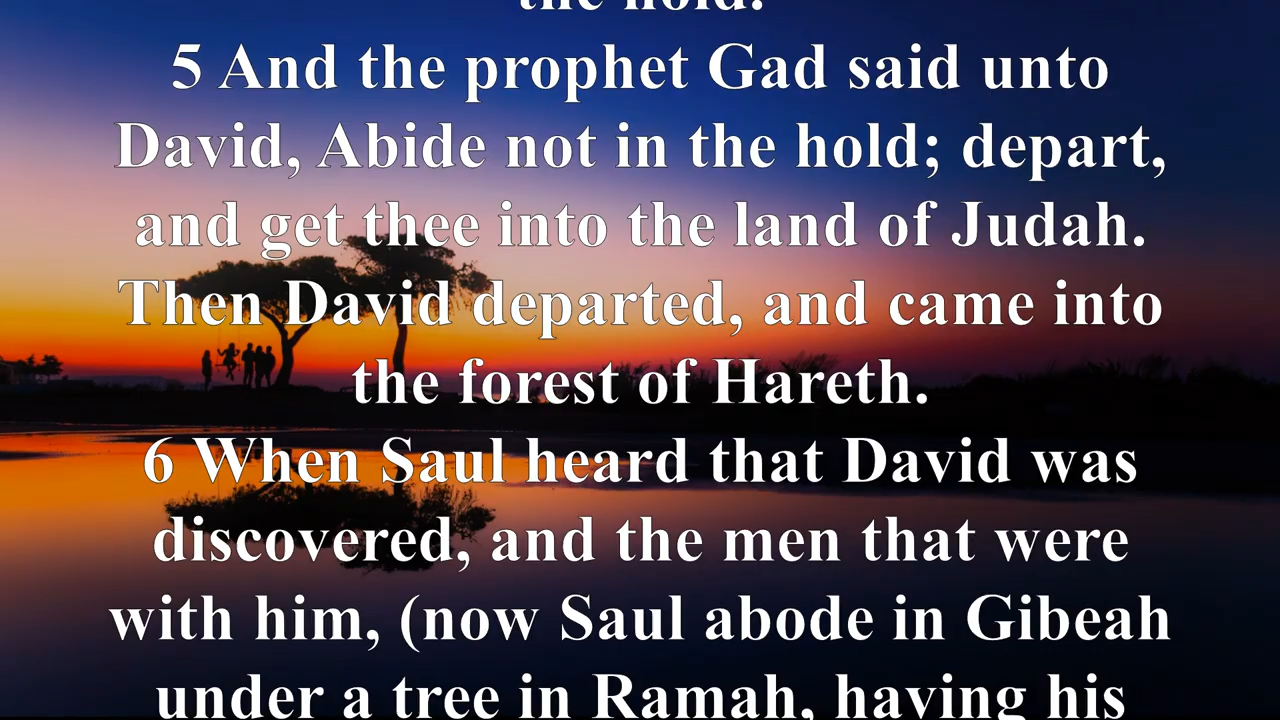 the hold.
5 And the prophet Gad said unto
David, Abide not in the hold; depart,
and get thee into the land of Judah.
Then David departed, and came into
the forest of Hareth.
6 When Saul heard that David was
discovered, and the men that were
with him, (now Saul abode in Gibeah
under a tree in Ramah, having his